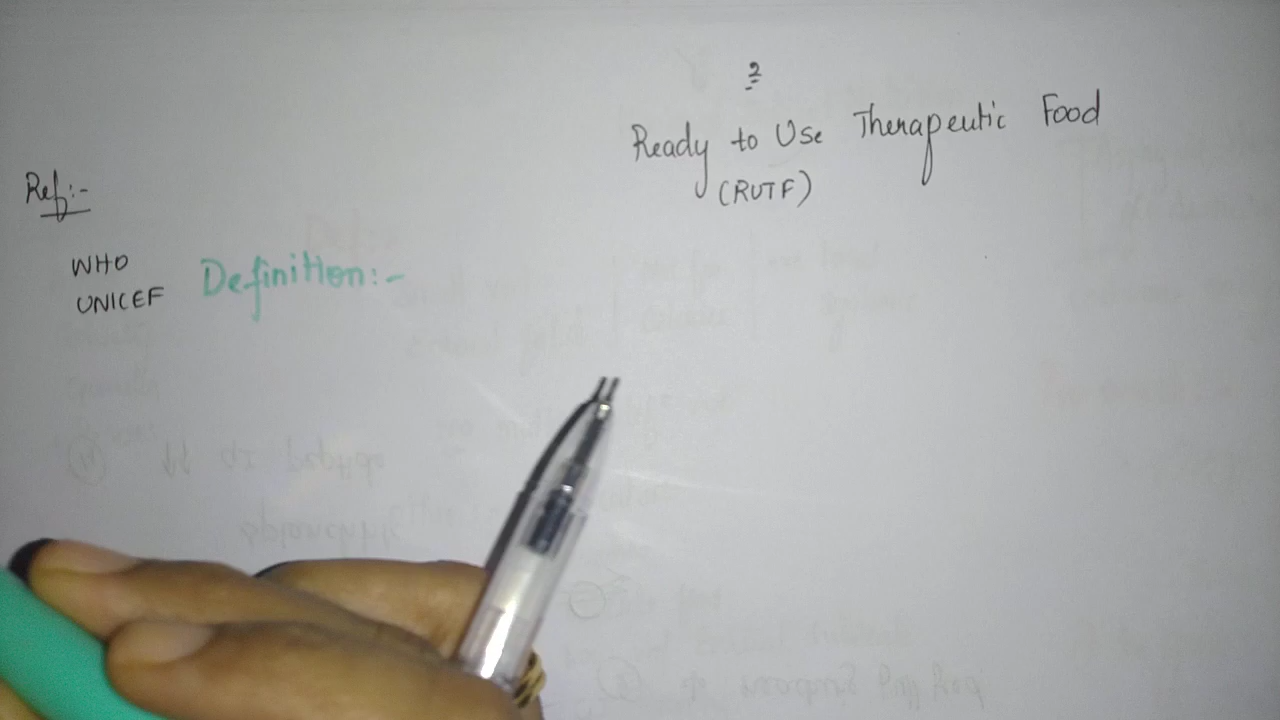 2
Ready to Use Therapeutic Food
(RUTF)
Ref:-
WHO
UNICEF
Definition:-